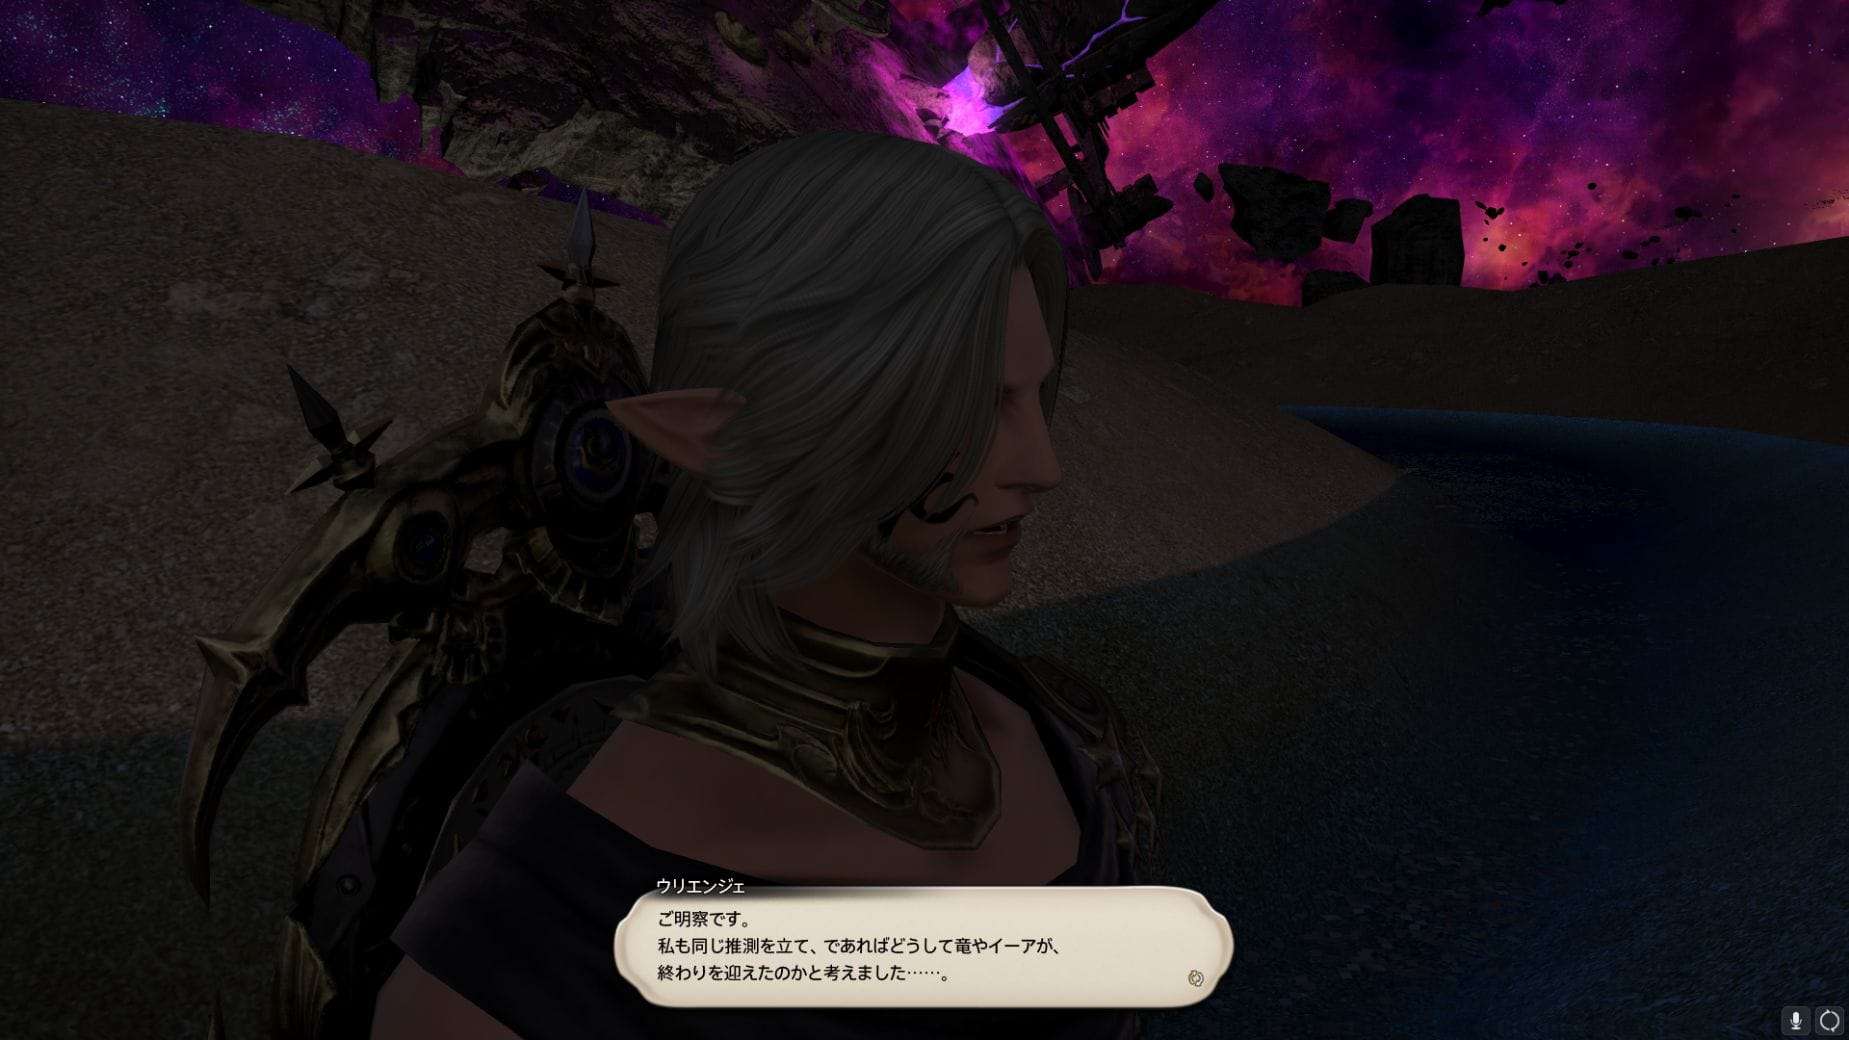 ウリエンジェ
ご明察です。
私も同じ推測を立て、であればどうして竜やイーアが、
終わりを迎えたのかと考えました……。